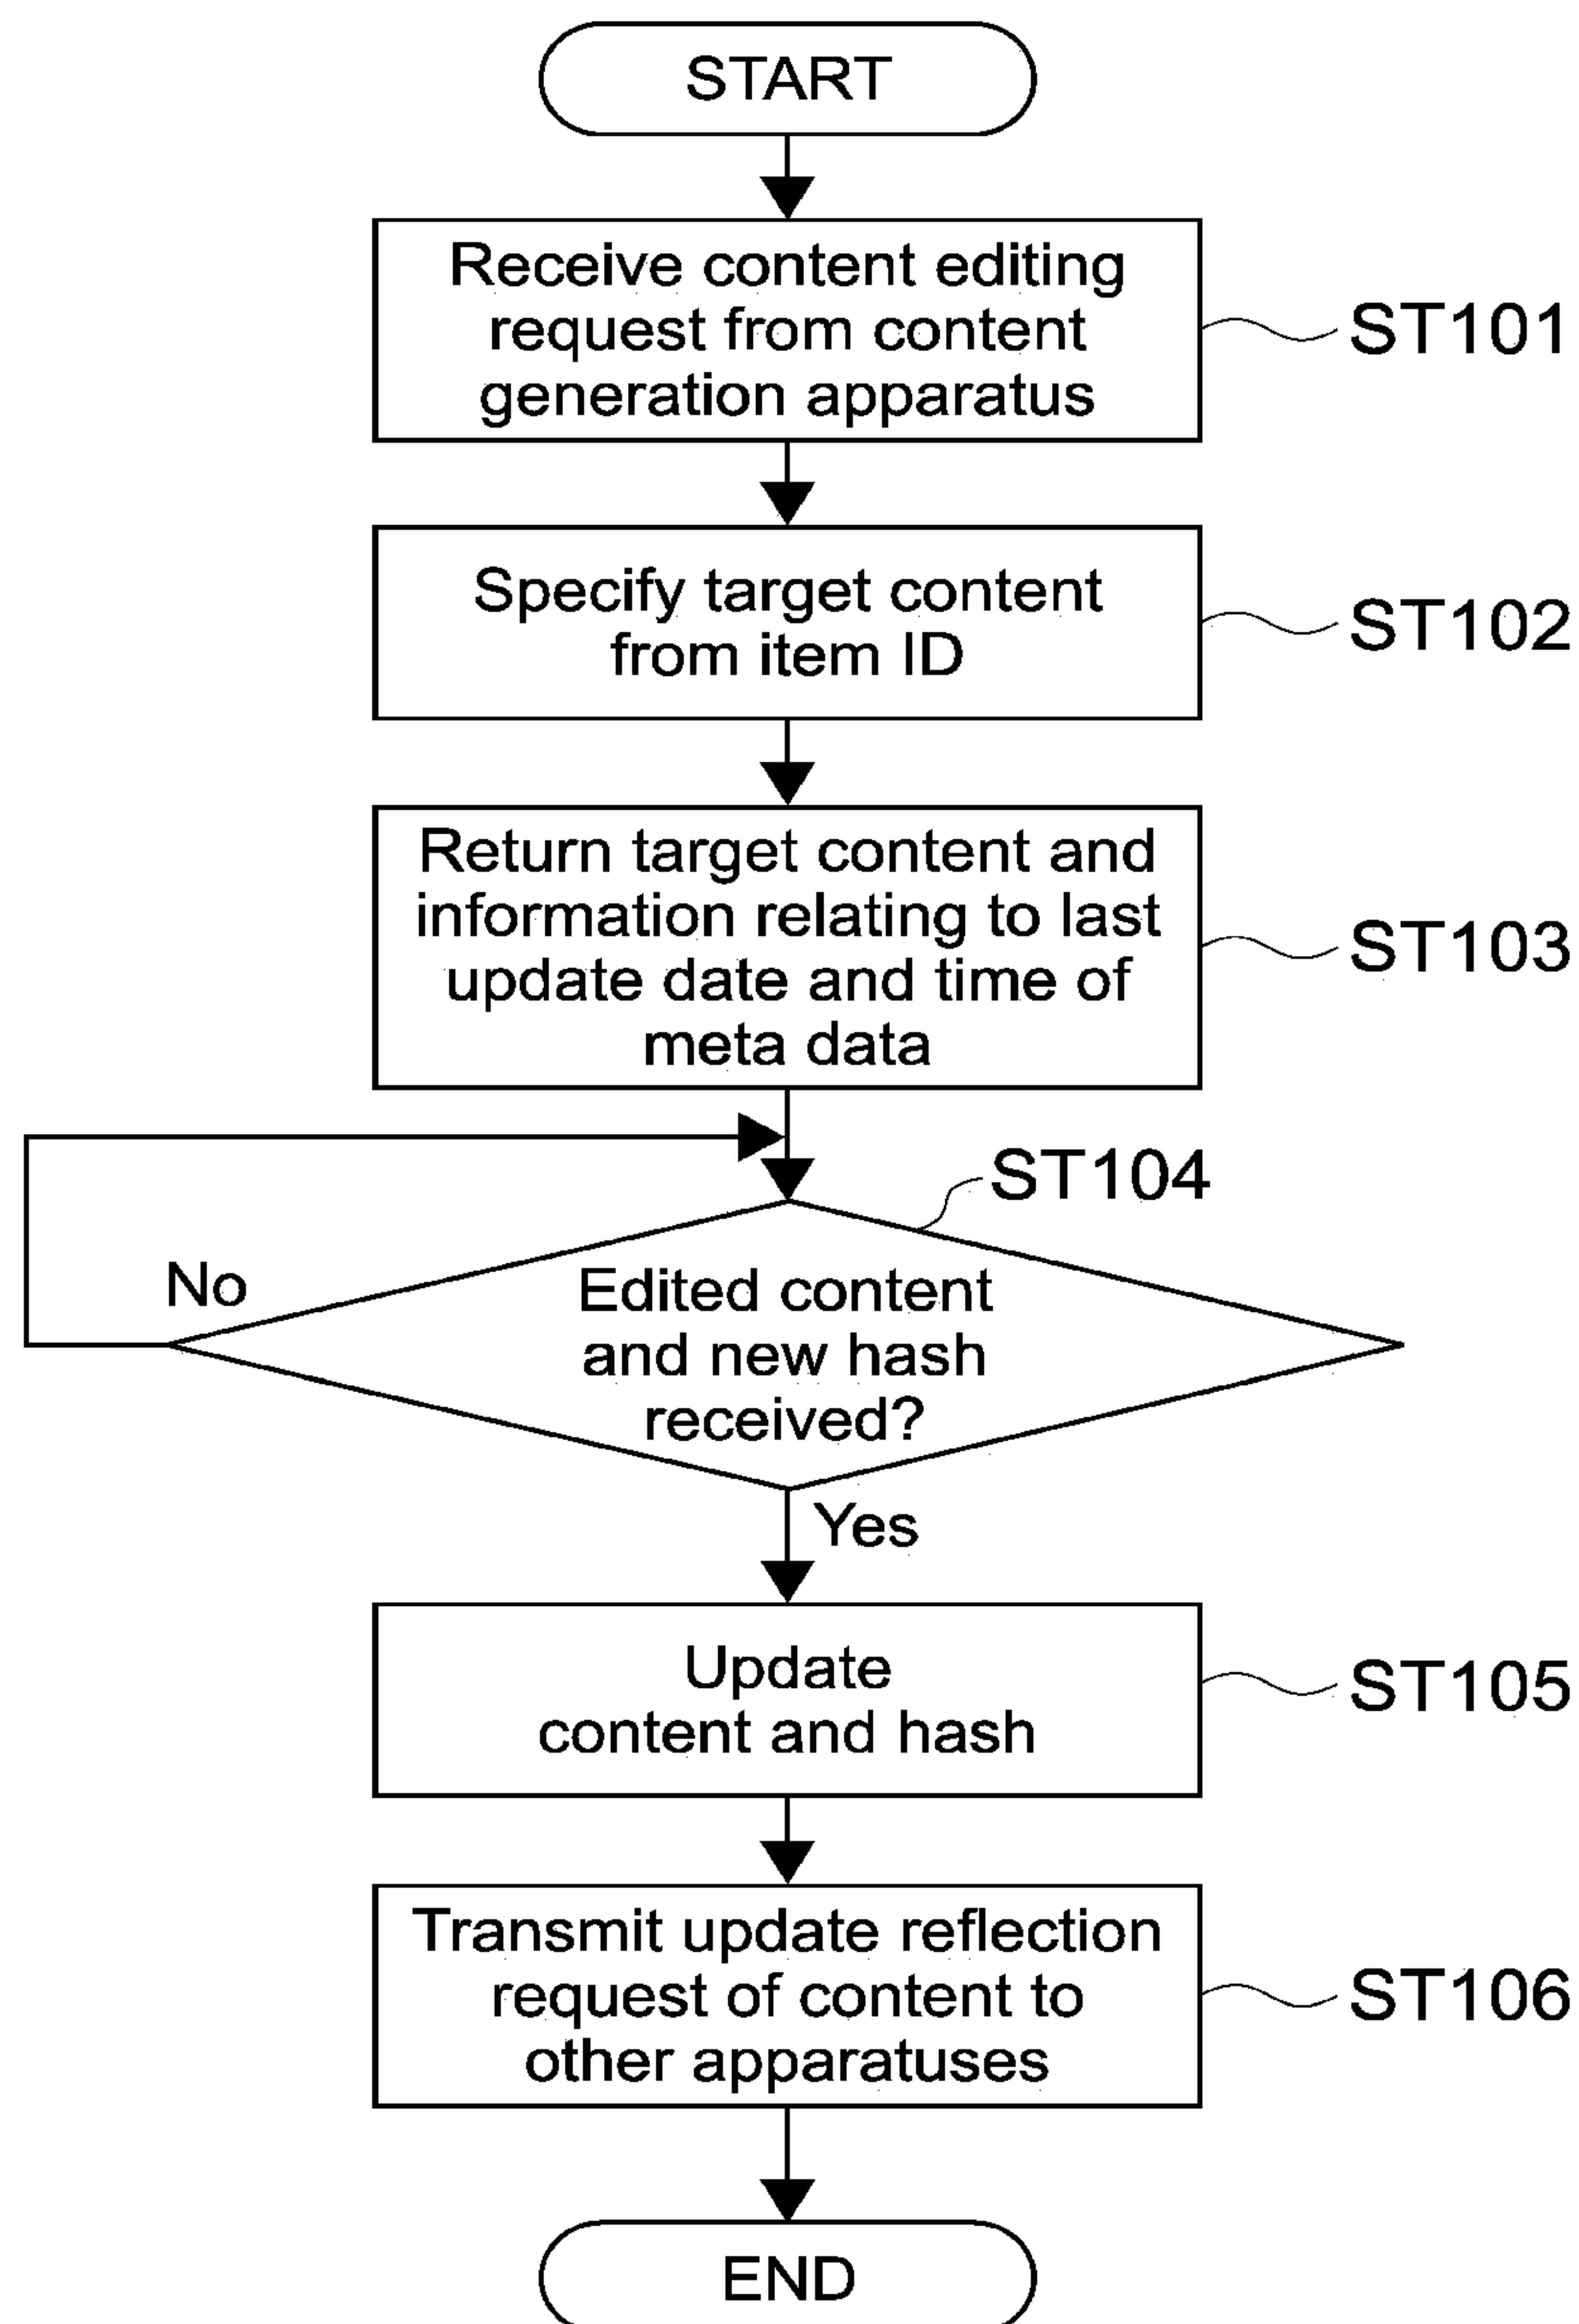 START
Receive content editing
request from content
generation apparatus
ST101
Specify target content
from item ID
ST102
Return target content and
information relating to last
update date and time of
meta data
ST103
ST104
No
Edited content
and new hash
received?
Yes
Update
content and hash
ST105
Transmit update reflection
request of content to
other apparatuses
ST106
END